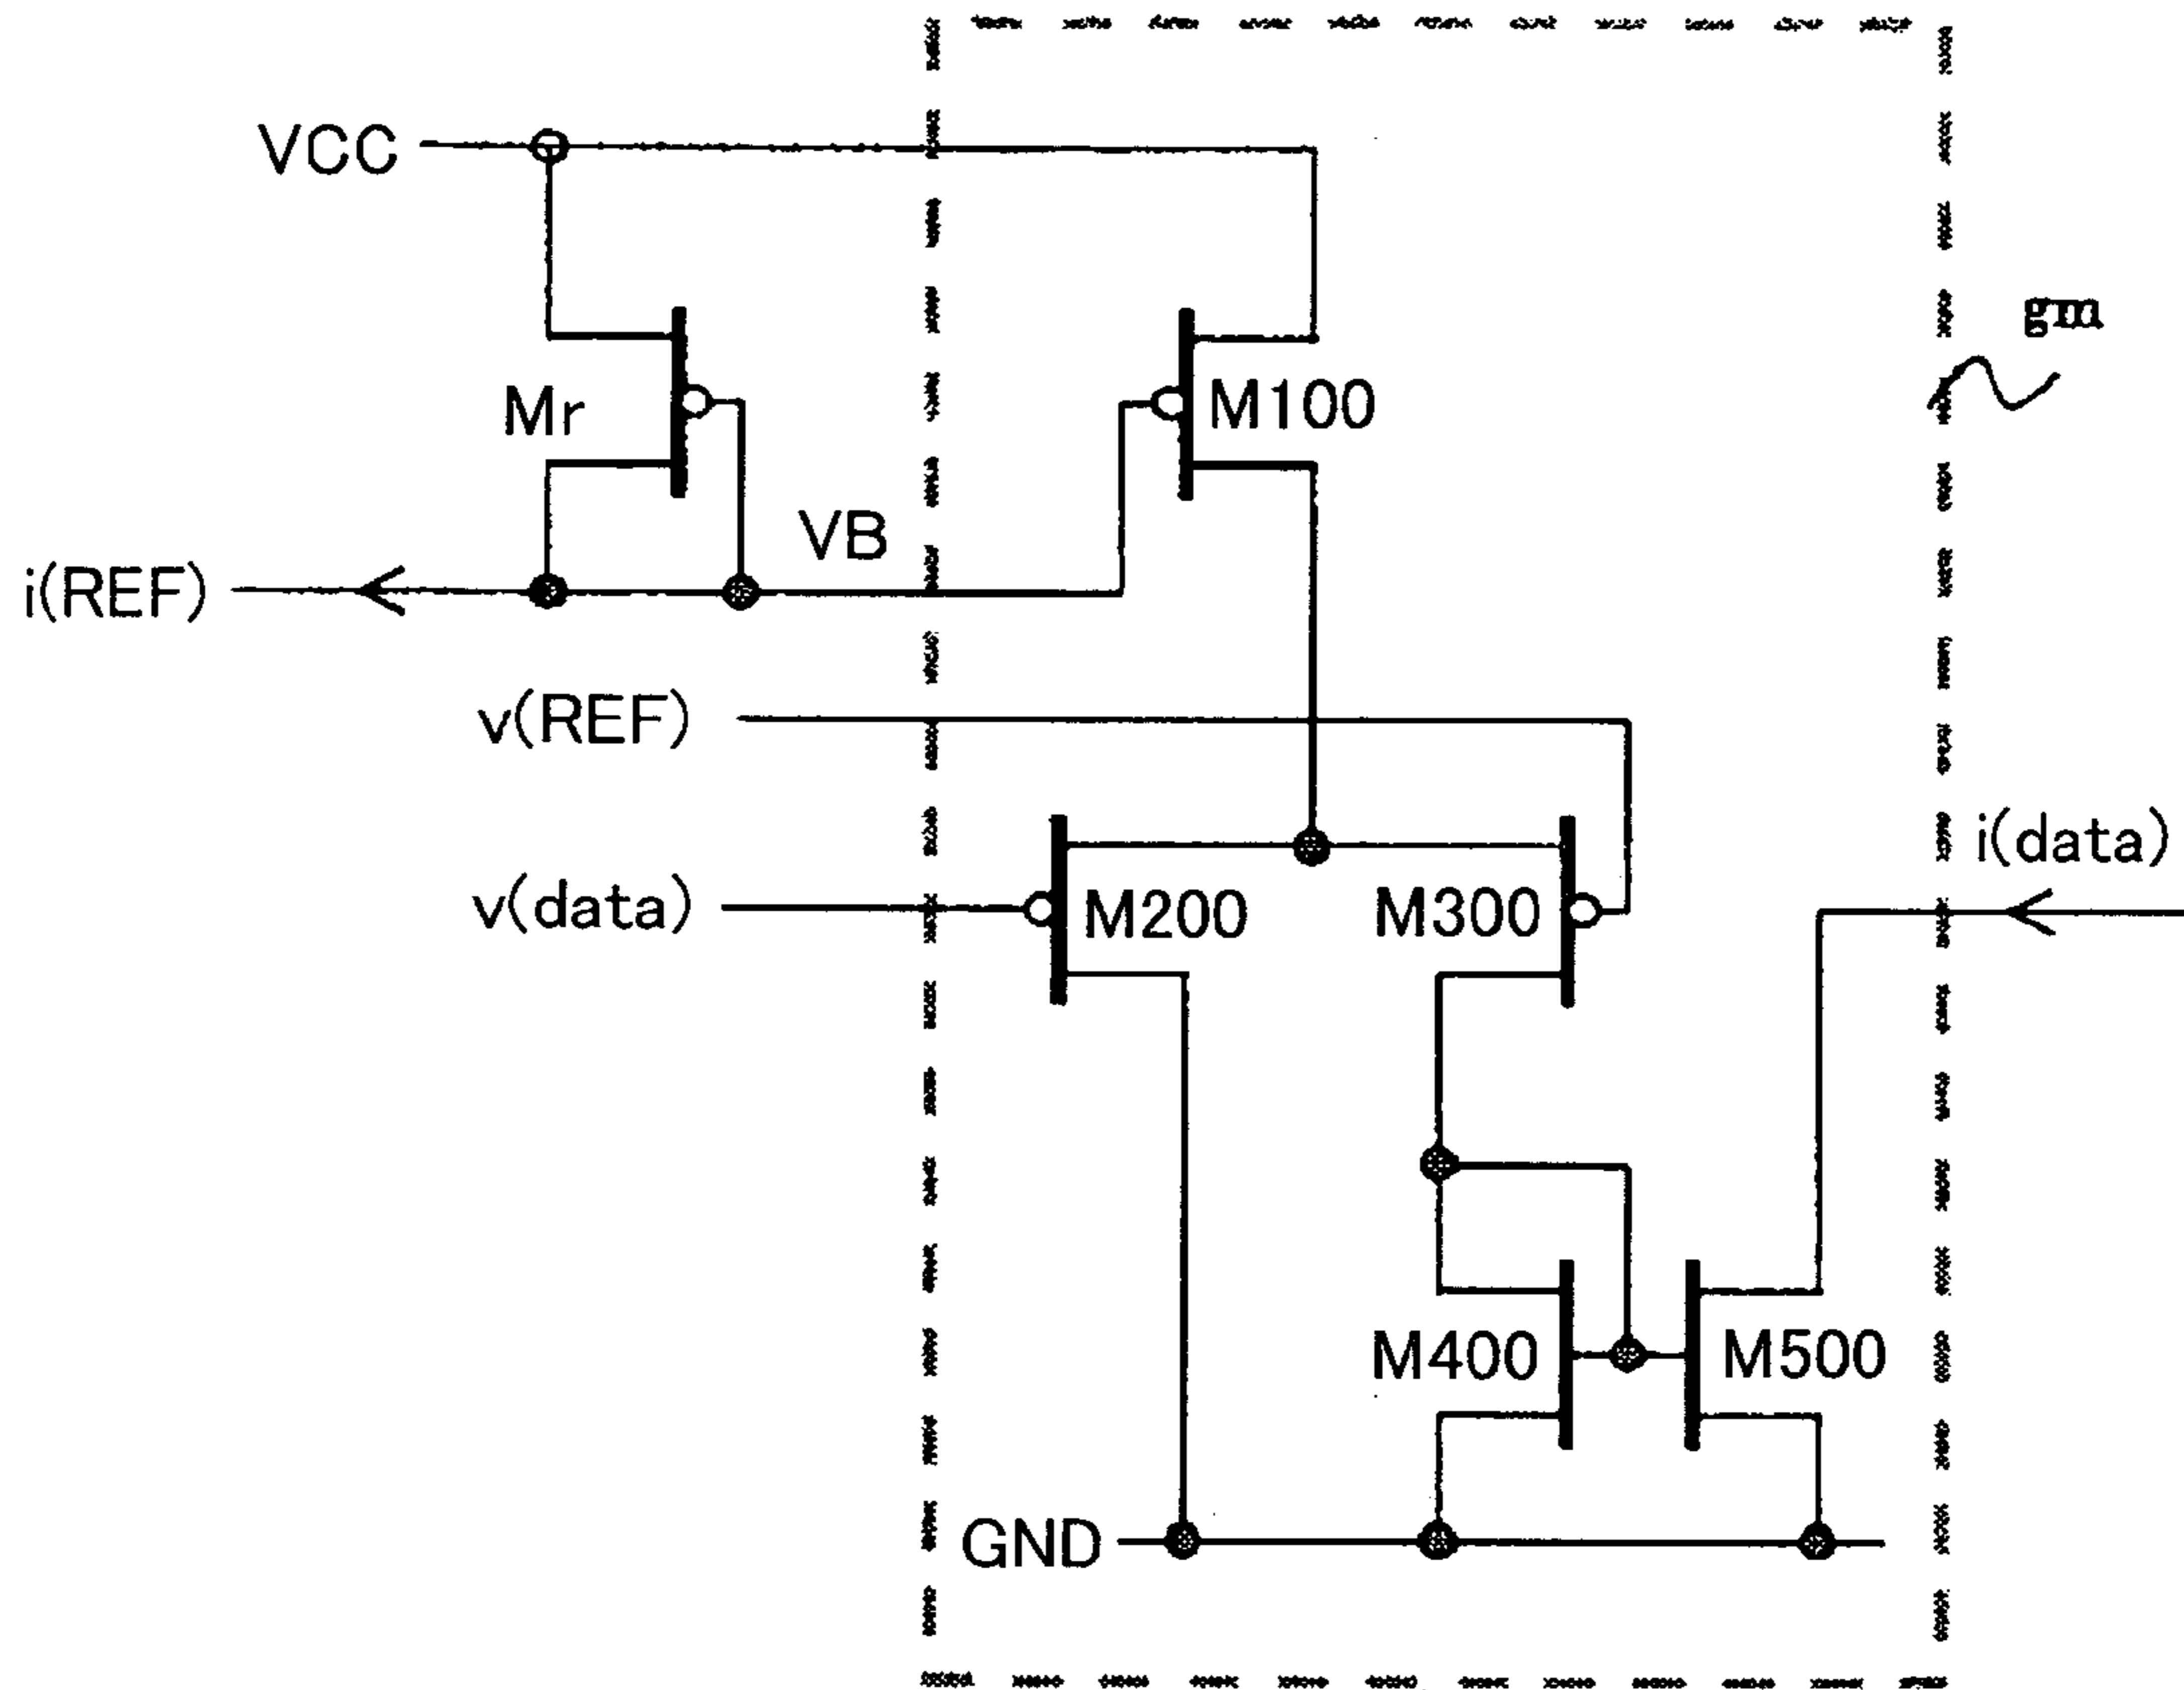 VCC
gm
Mr
M100
VB
i(REF)
v(REF)
i(data)
v(data)
M200
M300
M400
M500
GND